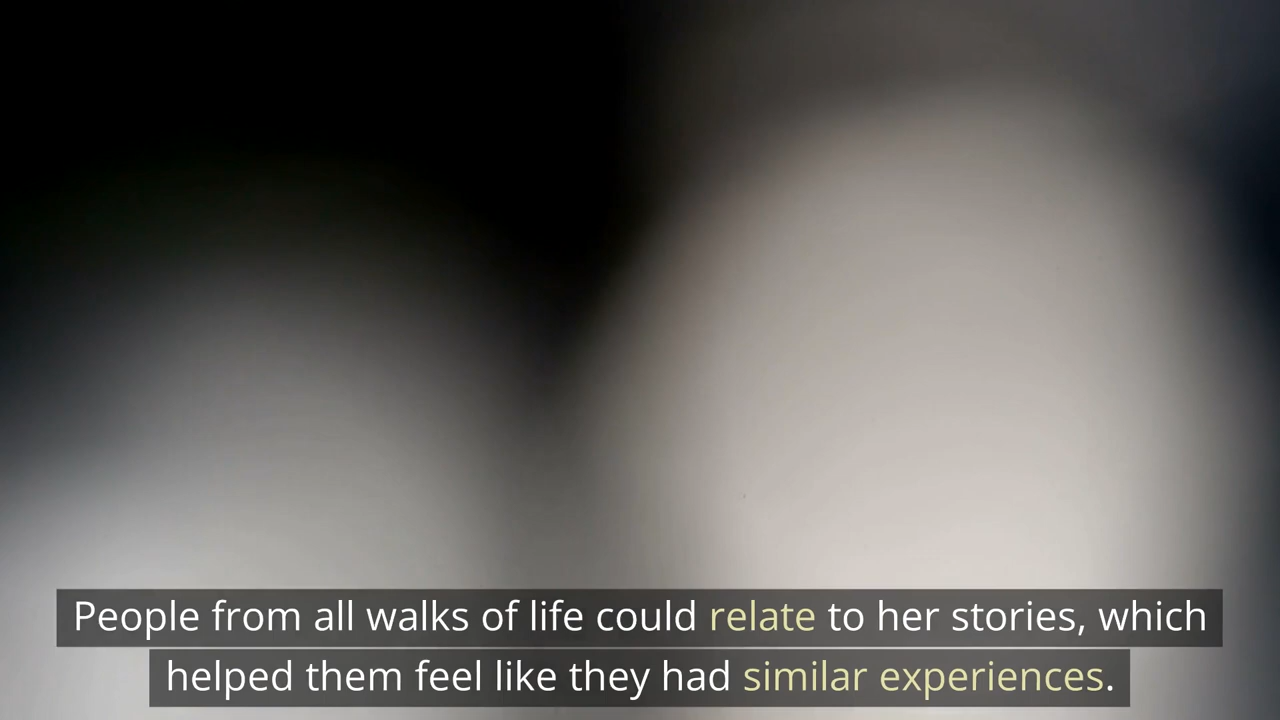 People from all walks of life could relate to her stories, which
helped them feel like they had similar experiences.